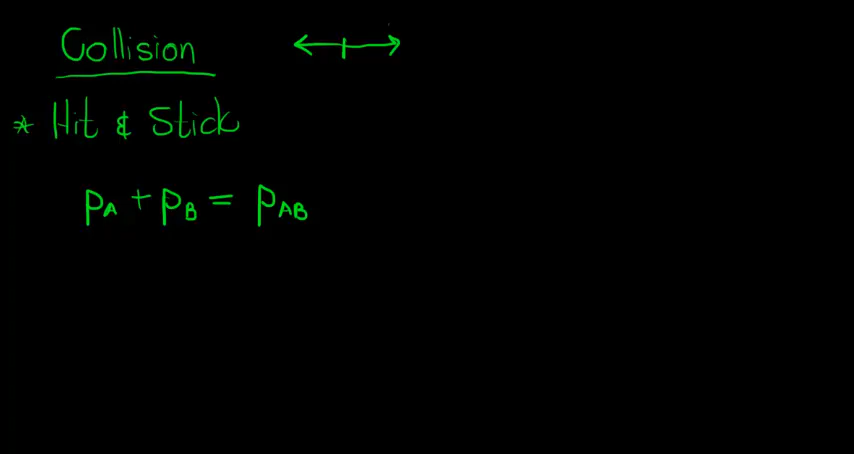 Collision
* Hit & Stick
pA + pB = pAB